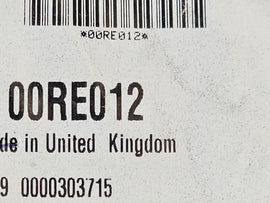 *00RE012*
00RE012
de in United Kingdom
9 0000303715